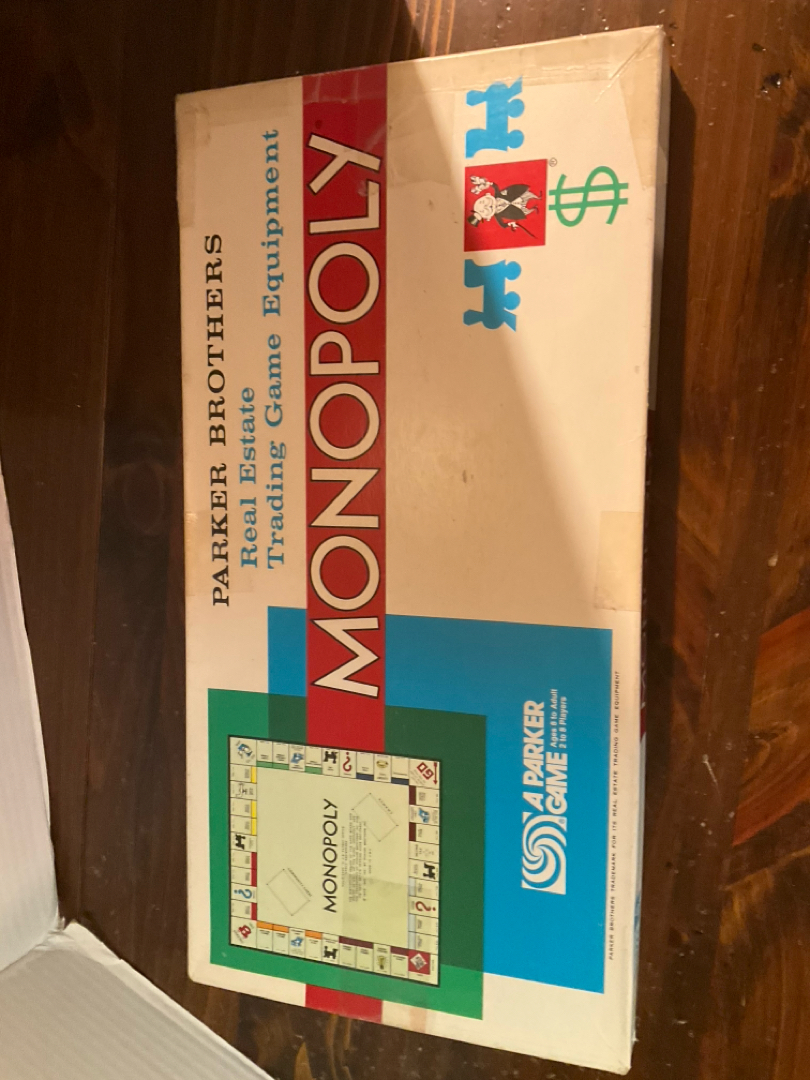 PARKER BROTHERS
Real Estate
Trading Game Equipment
MONOPOLY®
®
$
MONOPOLY
GO
A PARKER
GAME
Ages 8 to Adult
2 to 8 Players
PARKER BROTHERS TRADEMARK FOR ITS REAL ESTATE TRADING GAME EQUIPMENT